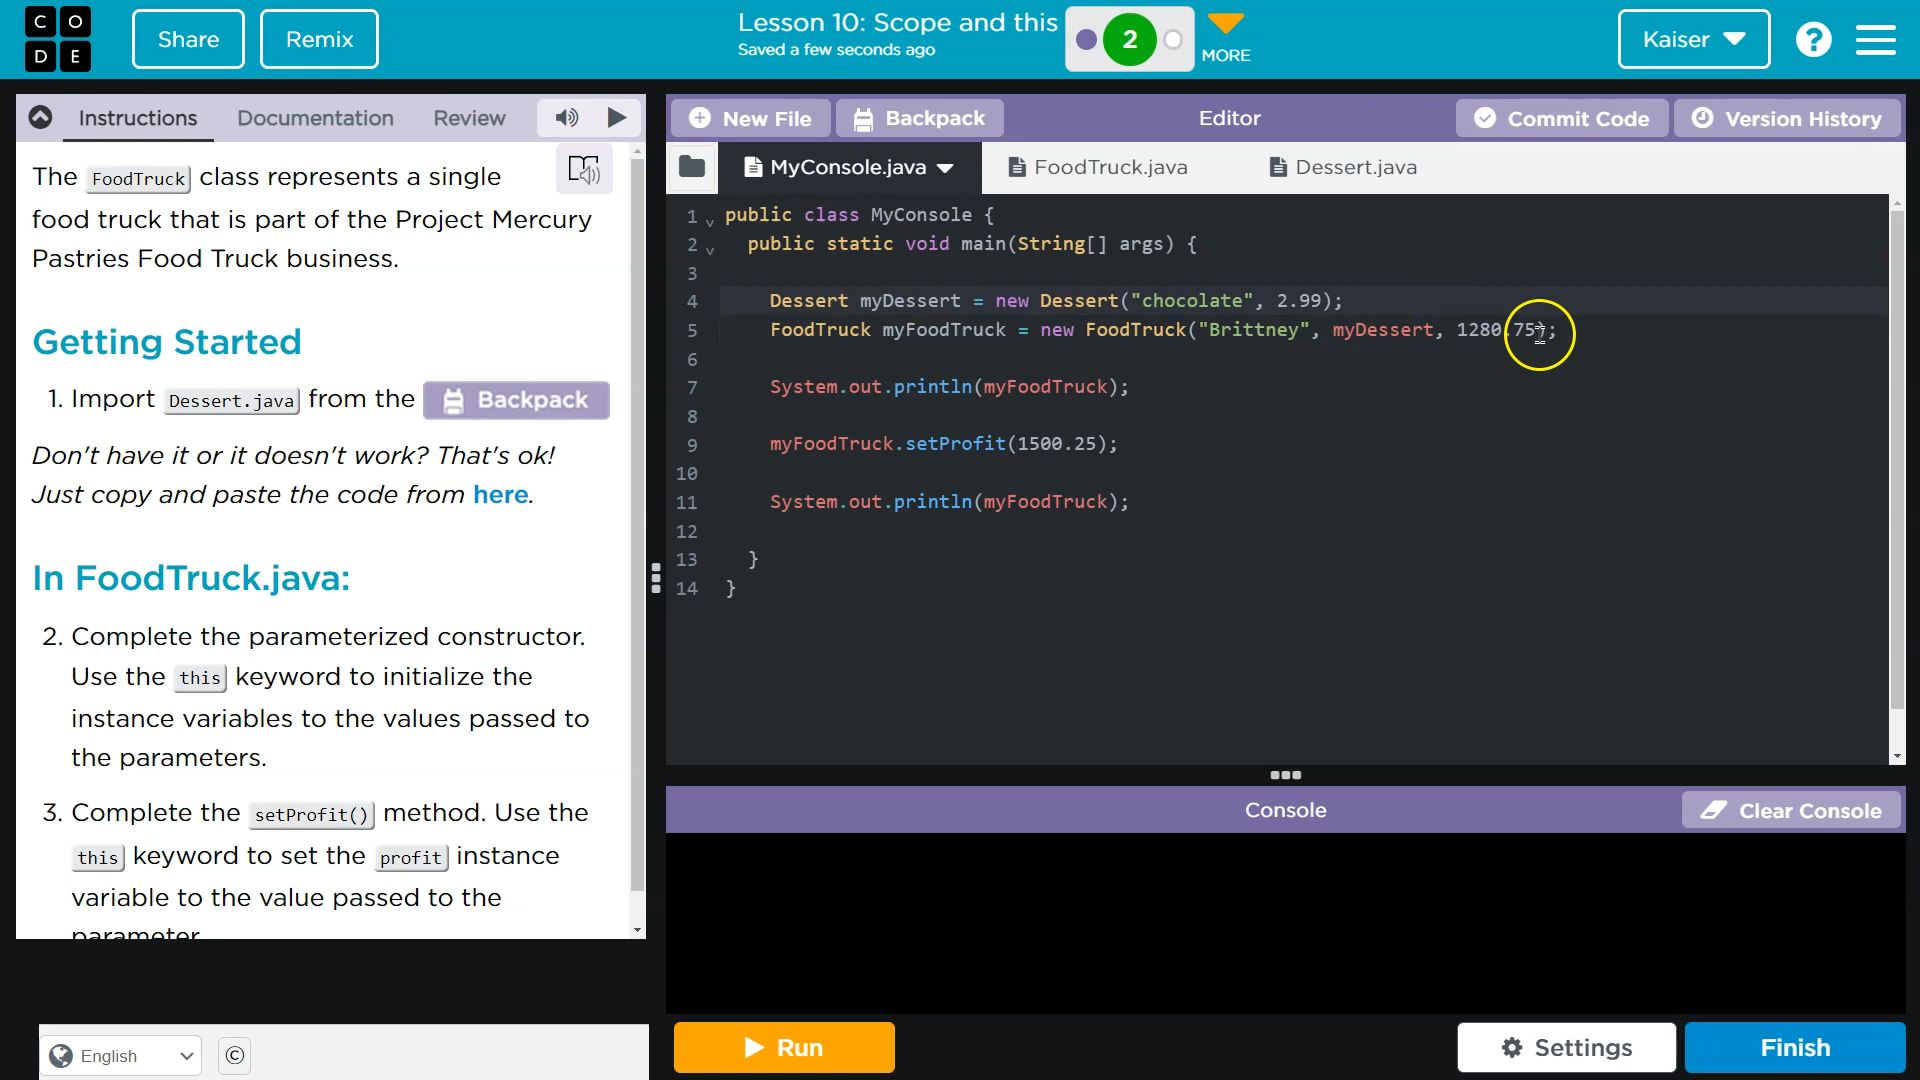 CODE
Share
Remix
Lesson 10: Scope and this
Saved a few seconds ago
2
MORE
Kaiser
?
Instructions
Documentation
Review
New File
Backpack
Editor
Commit Code
Version History
MyConsole.java
FoodTruck.java
Dessert.java
The FoodTruck class represents a single
food truck that is part of the Project Mercury
Pastries Food Truck business.
Getting Started
1. Import Dessert.java from the Backpack
Don't have it or it doesn't work? That's ok!
Just copy and paste the code from here.
In FoodTruck.java:
2. Complete the parameterized constructor.
Use the this keyword to initialize the
instance variables to the values passed to
the parameters.
3. Complete the setProfit() method. Use the
this keyword to set the profit instance
variable to the value passed to the
parameter.
1 public class MyConsole {
2 public static void main(String[] args) {
3
4 Dessert myDessert = new Dessert("chocolate", 2.99);
5 FoodTruck myFoodTruck = new FoodTruck("Brittney", myDessert, 1280.75);
6
7 System.out.println(myFoodTruck);
8
9 myFoodTruck.setProfit(1500.25);
10
11 System.out.println(myFoodTruck);
12
13 }
14 }
Console
Clear Console
English
©
Run
Settings
Finish